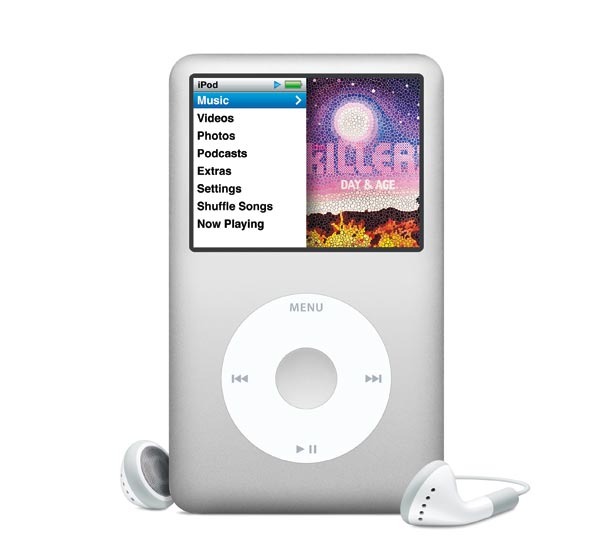 iPod
Music
Videos
Photos
Podcasts
Extras
Settings
Shuffle Songs
Now Playing
KILLER
DAY & AGE
MENU